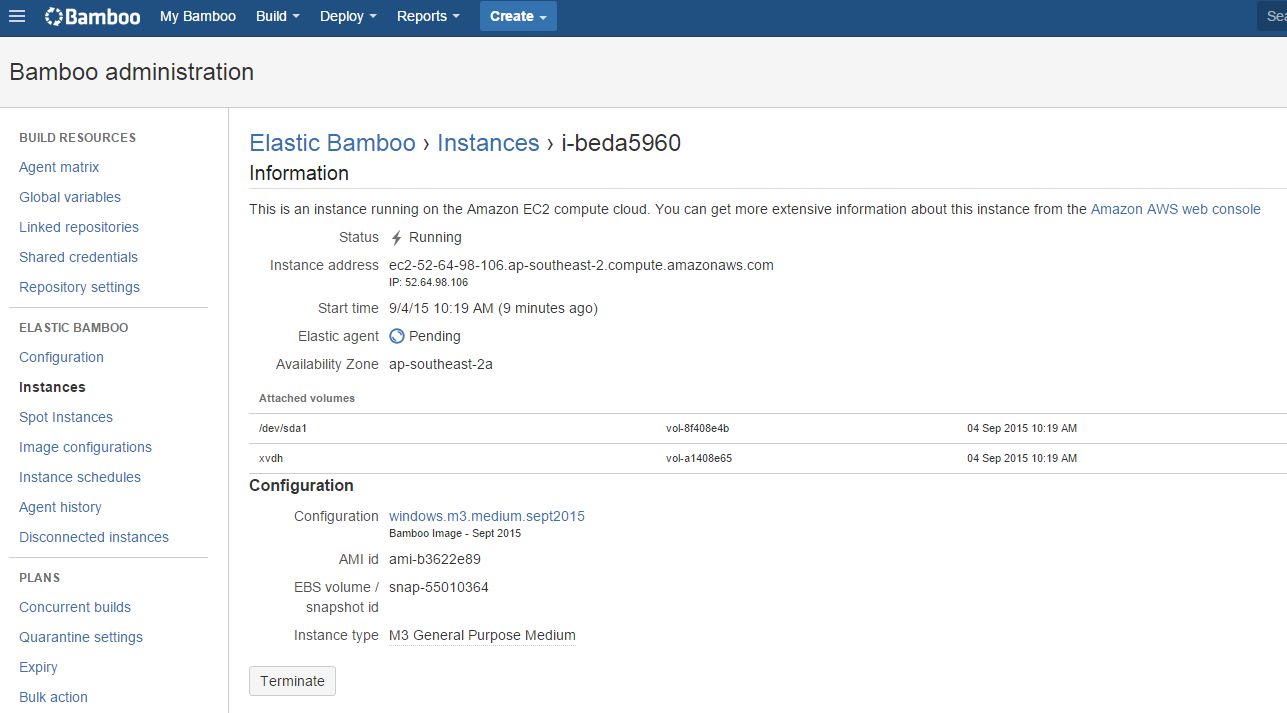 Bamboo My Bamboo Build Deploy Reports Create
Bamboo administration
BUILD RESOURCES
Agent matrix
Global variables
Linked repositories
Shared credentials
Repository settings
ELASTIC BAMBOO
Configuration
Instances
Spot Instances
Image configurations
Instance schedules
Agent history
Disconnected instances
PLANS
Concurrent builds
Quarantine settings
Expiry
Bulk action
Elastic Bamboo › Instances › i-beda5960
Information
This is an instance running on the Amazon EC2 compute cloud. You can get more extensive information about this instance from the Amazon AWS web console
Status Running
Instance address ec2-52-64-98-106.ap-southeast-2.compute.amazonaws.com
IP: 52.64.98.106
Start time 9/4/15 10:19 AM (9 minutes ago)
Elastic agent Pending
Availability Zone ap-southeast-2a
Attached volumes
/dev/sda1 vol-8f408e4b 04 Sep 2015 10:19 AM
xvdh vol-a1408e65 04 Sep 2015 10:19 AM
Configuration
Configuration windows.m3.medium.sept2015
Bamboo Image - Sept 2015
AMI id ami-b3622e89
EBS volume / snap-55010364
snapshot id
Instance type M3 General Purpose Medium
Terminate